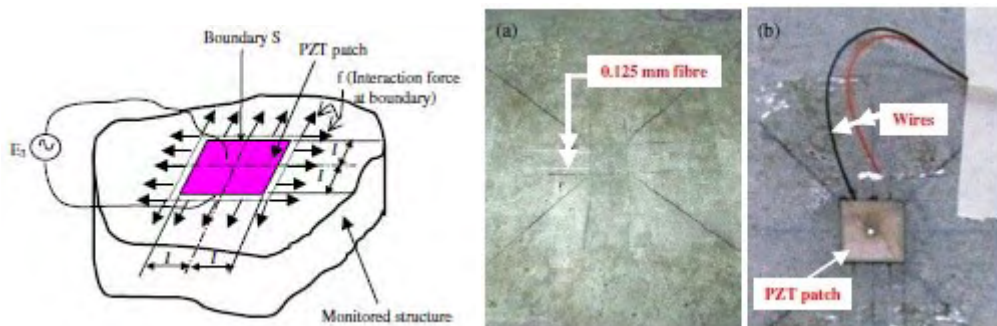 Boundary S
PZT patch
f (Interaction force
at boundary)
E₃
l
l
l
l
Monitored structure
(a)
0.125 mm fibre
(b)
Wires
PZT patch